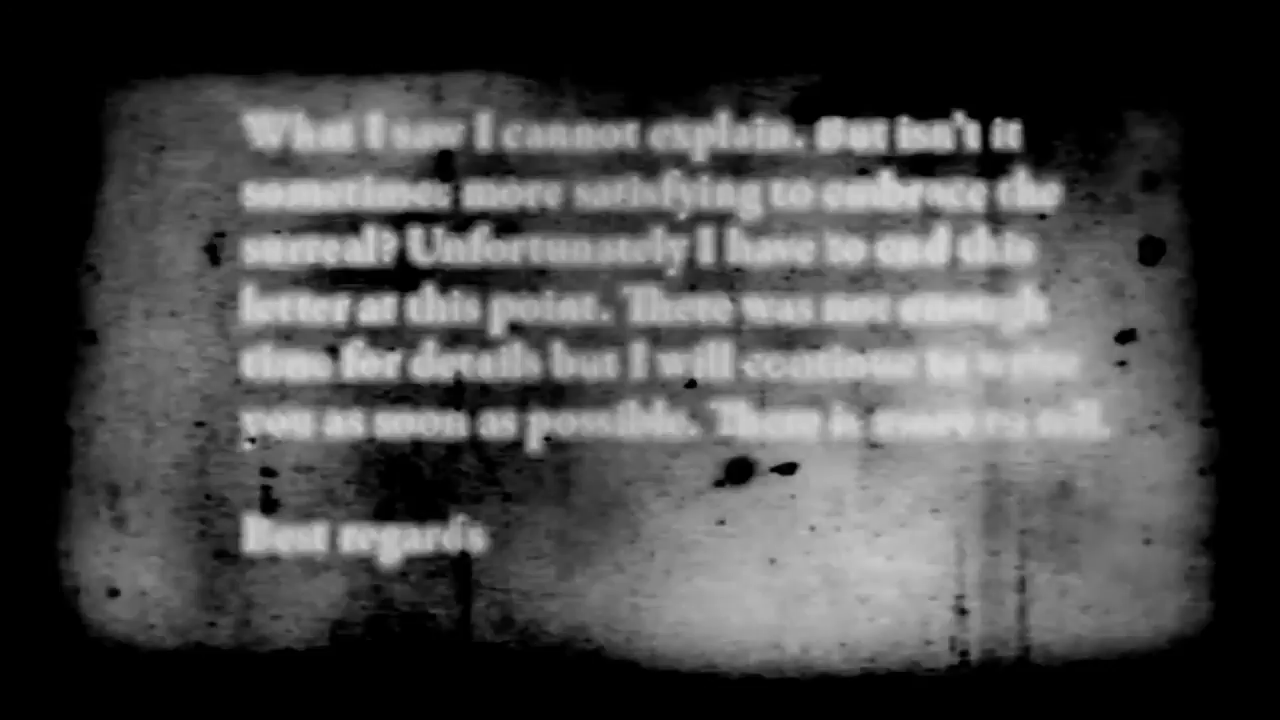 What I saw I cannot explain. But isn't it
sometimes more satisfying to embrace the
surreal? Unfortunately I have to end this
letter at this point. There was not enough
time for details but I will continue to write
you as soon as possible. There is more to tell.
Best regards